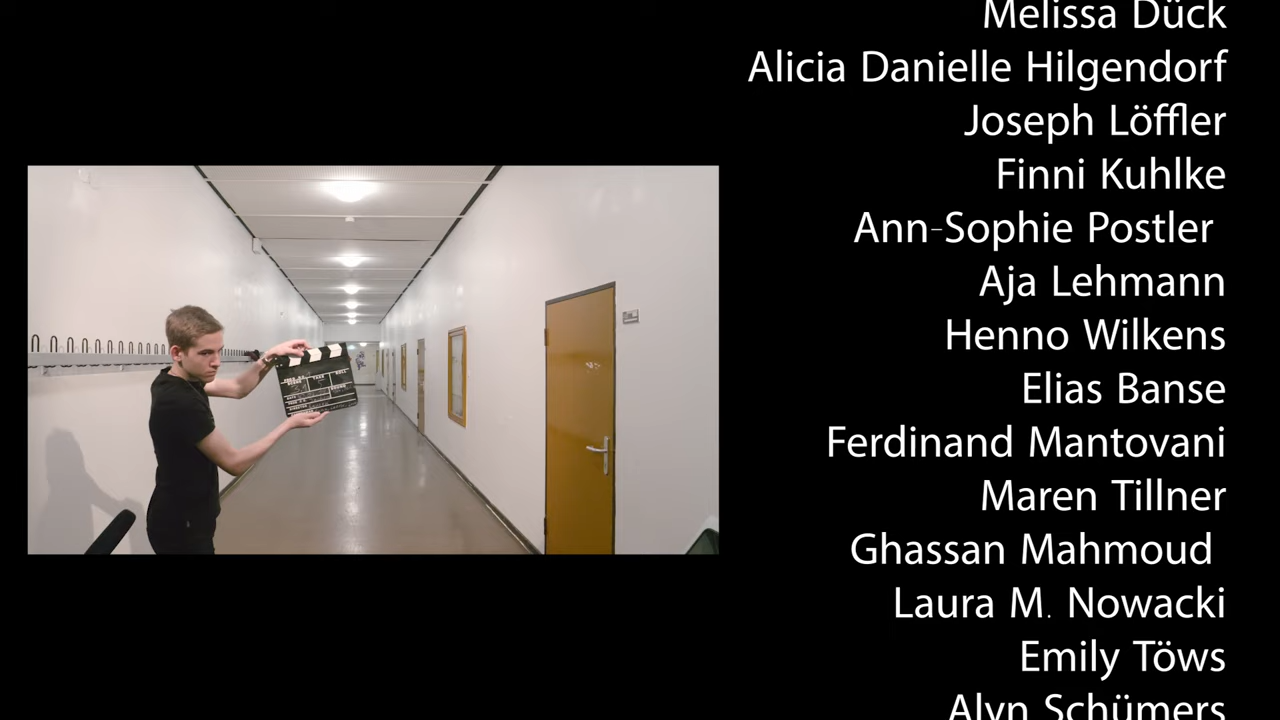 Melissa Dück
Alicia Danielle Hilgendorf
Joseph Löffler
Finni Kuhlke
Ann-Sophie Postler
Aja Lehmann
Henno Wilkens
Elias Banse
Ferdinand Mantovani
Maren Tillner
Ghassan Mahmoud
Laura M. Nowacki
Emily Töws
Alyn Schümers